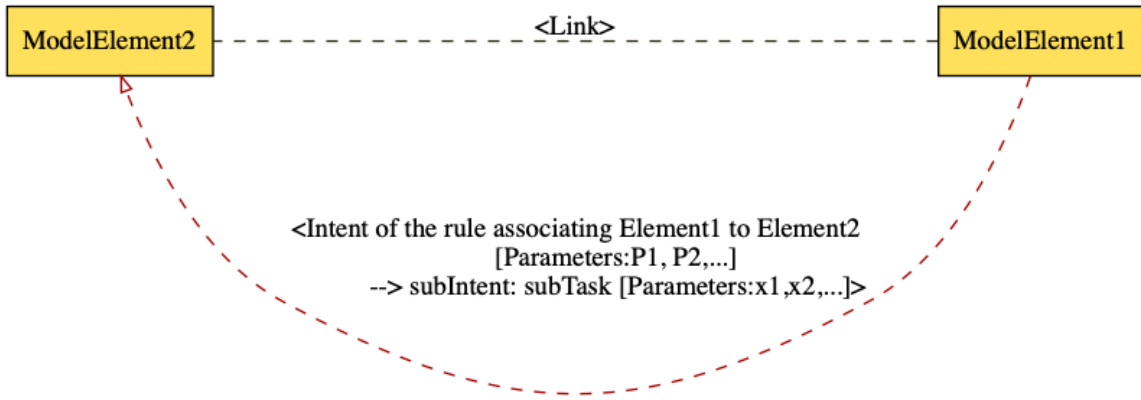 <Link>
ModelElement2
ModelElement1
<Intent of the rule associating Element1 to Element2
[Parameters:P1, P2,...]
--> subIntent: subTask [Parameters:x1,x2,...]>